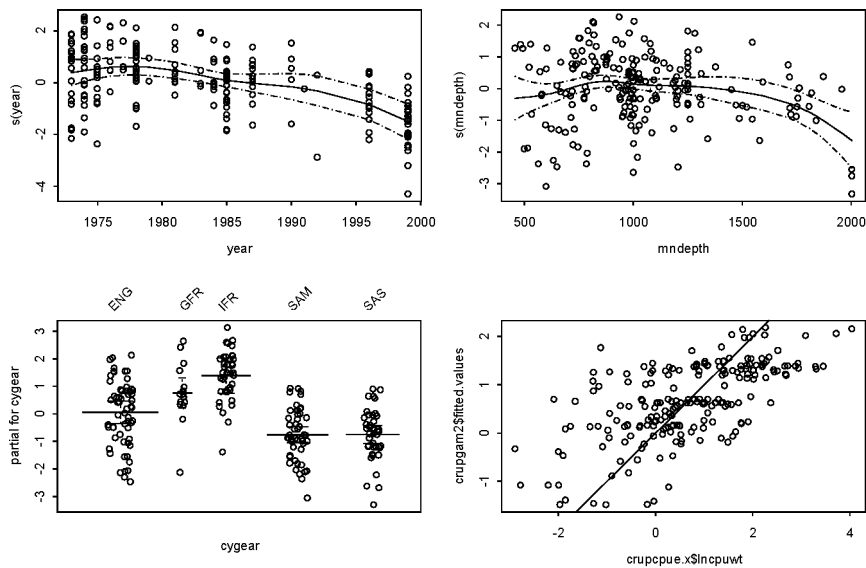 s(year)
2
0
-2
-4
1975
1980
1985
1990
1995
2000
year
s(mndepth)
2
1
0
-1
-2
-3
500
1000
1500
2000
mndepth
ENG
GFR
IFR
SAM
SAS
partial for cygear
3
2
1
0
-1
-2
-3
cygear
crupgam2$fitted.values
2
1
0
-1
-2
0
2
4
crupcpue.x$lncpuwt